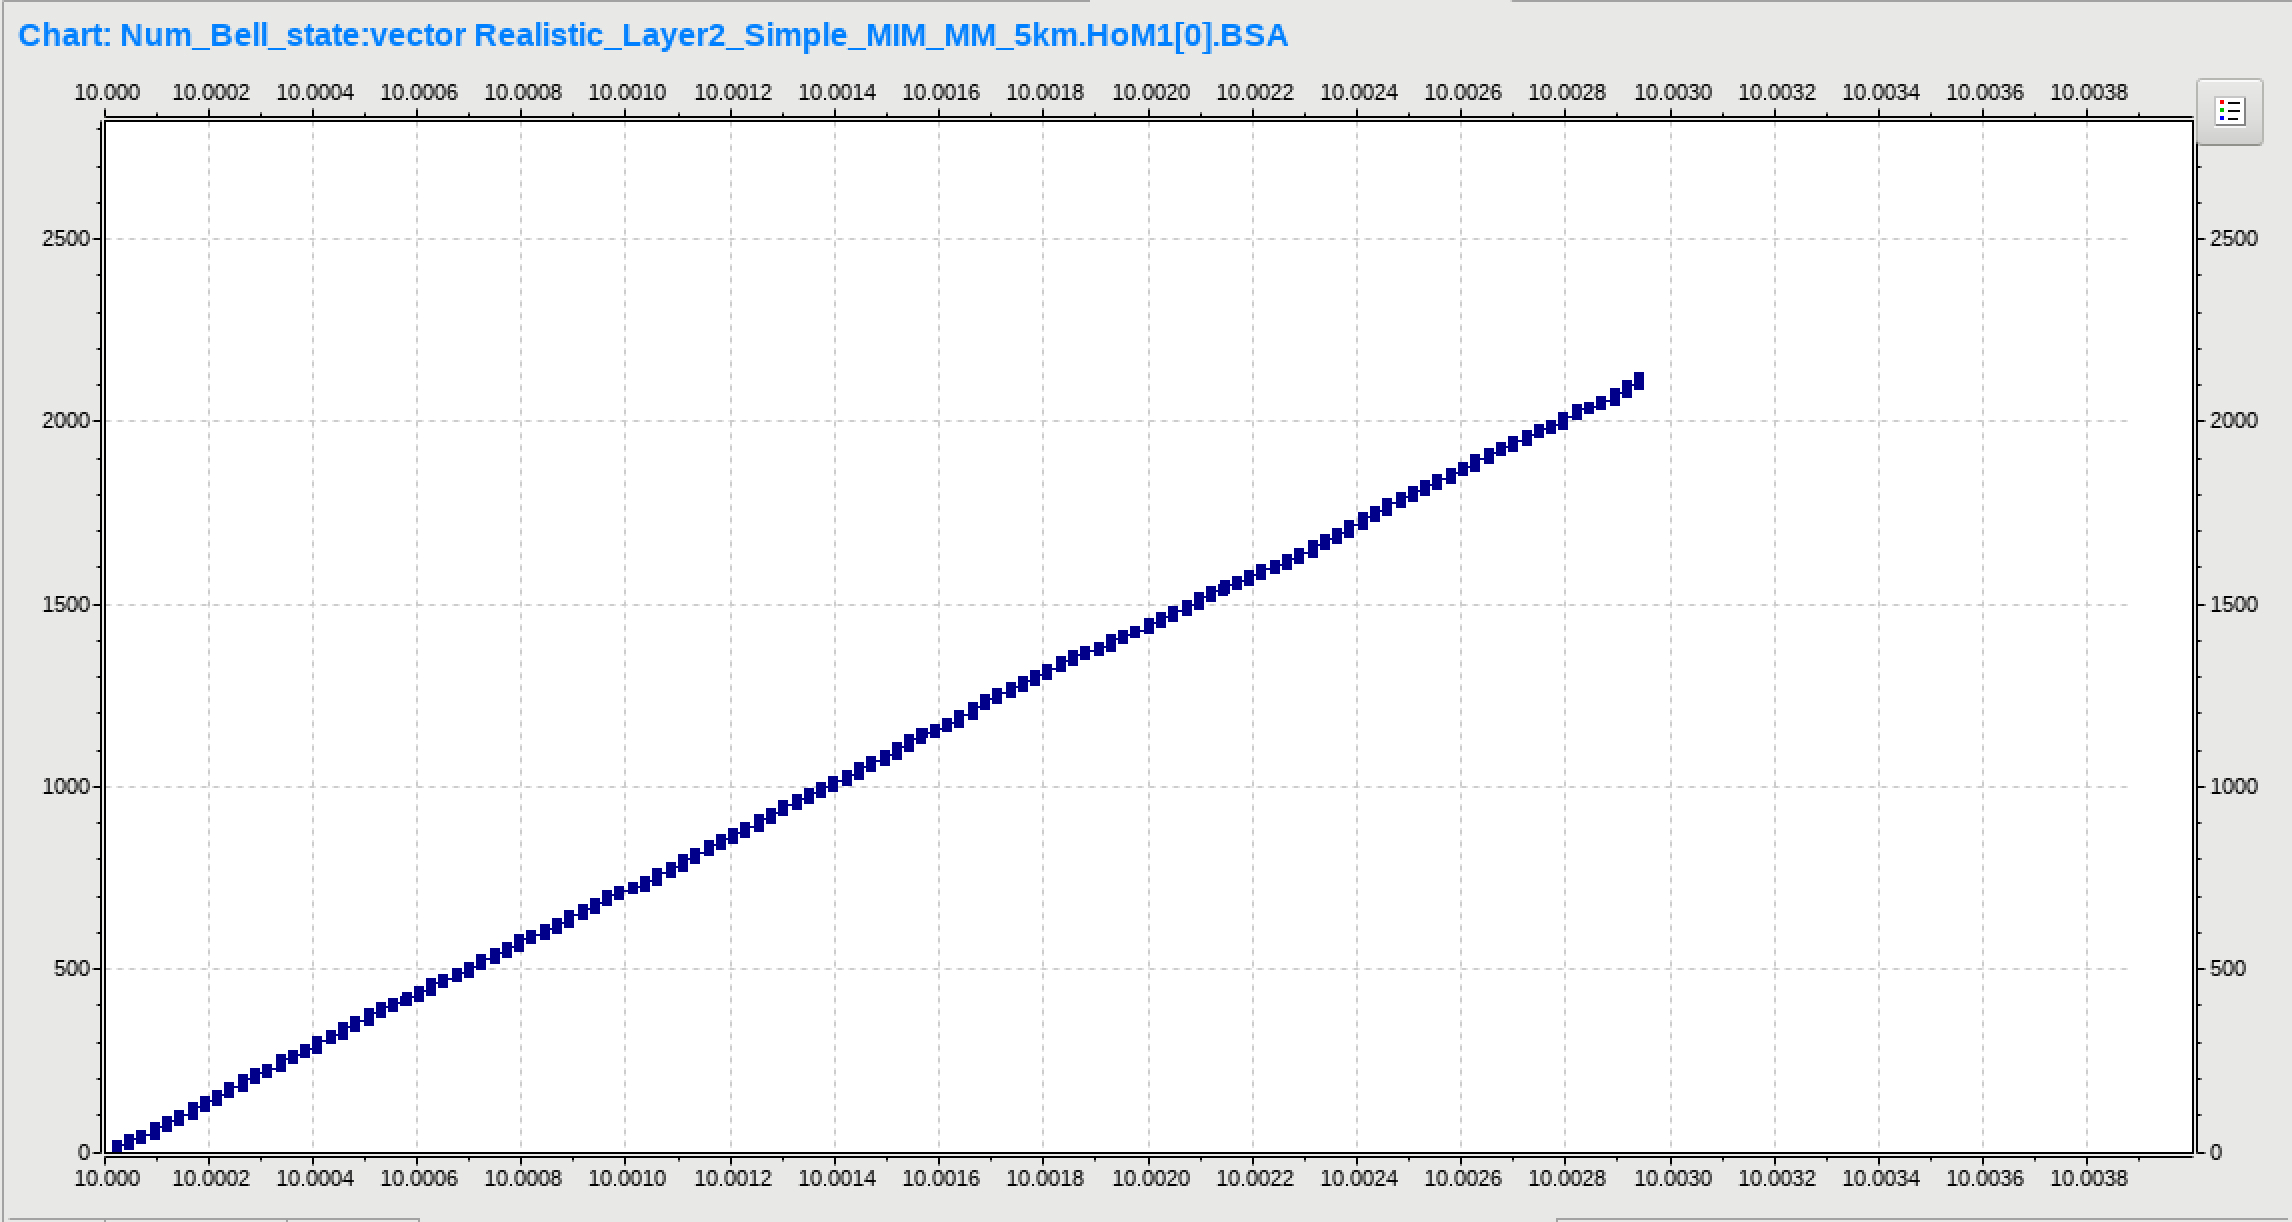 Chart: Num_Bell_state:vector Realistic_Layer2_Simple_MIM_MM_5km.HoM1[0].BSA
10.000 10.0002 10.0004 10.0006 10.0008 10.0010 10.0012 10.0014 10.0016 10.0018 10.0020 10.0022 10.0024 10.0026 10.0028 10.0030 10.0032 10.0034 10.0036 10.0038
2500 2500
2000 2000
1500 1500
1000 1000
500 500
0 0
10.000 10.0002 10.0004 10.0006 10.0008 10.0010 10.0012 10.0014 10.0016 10.0018 10.0020 10.0022 10.0024 10.0026 10.0028 10.0030 10.0032 10.0034 10.0036 10.0038